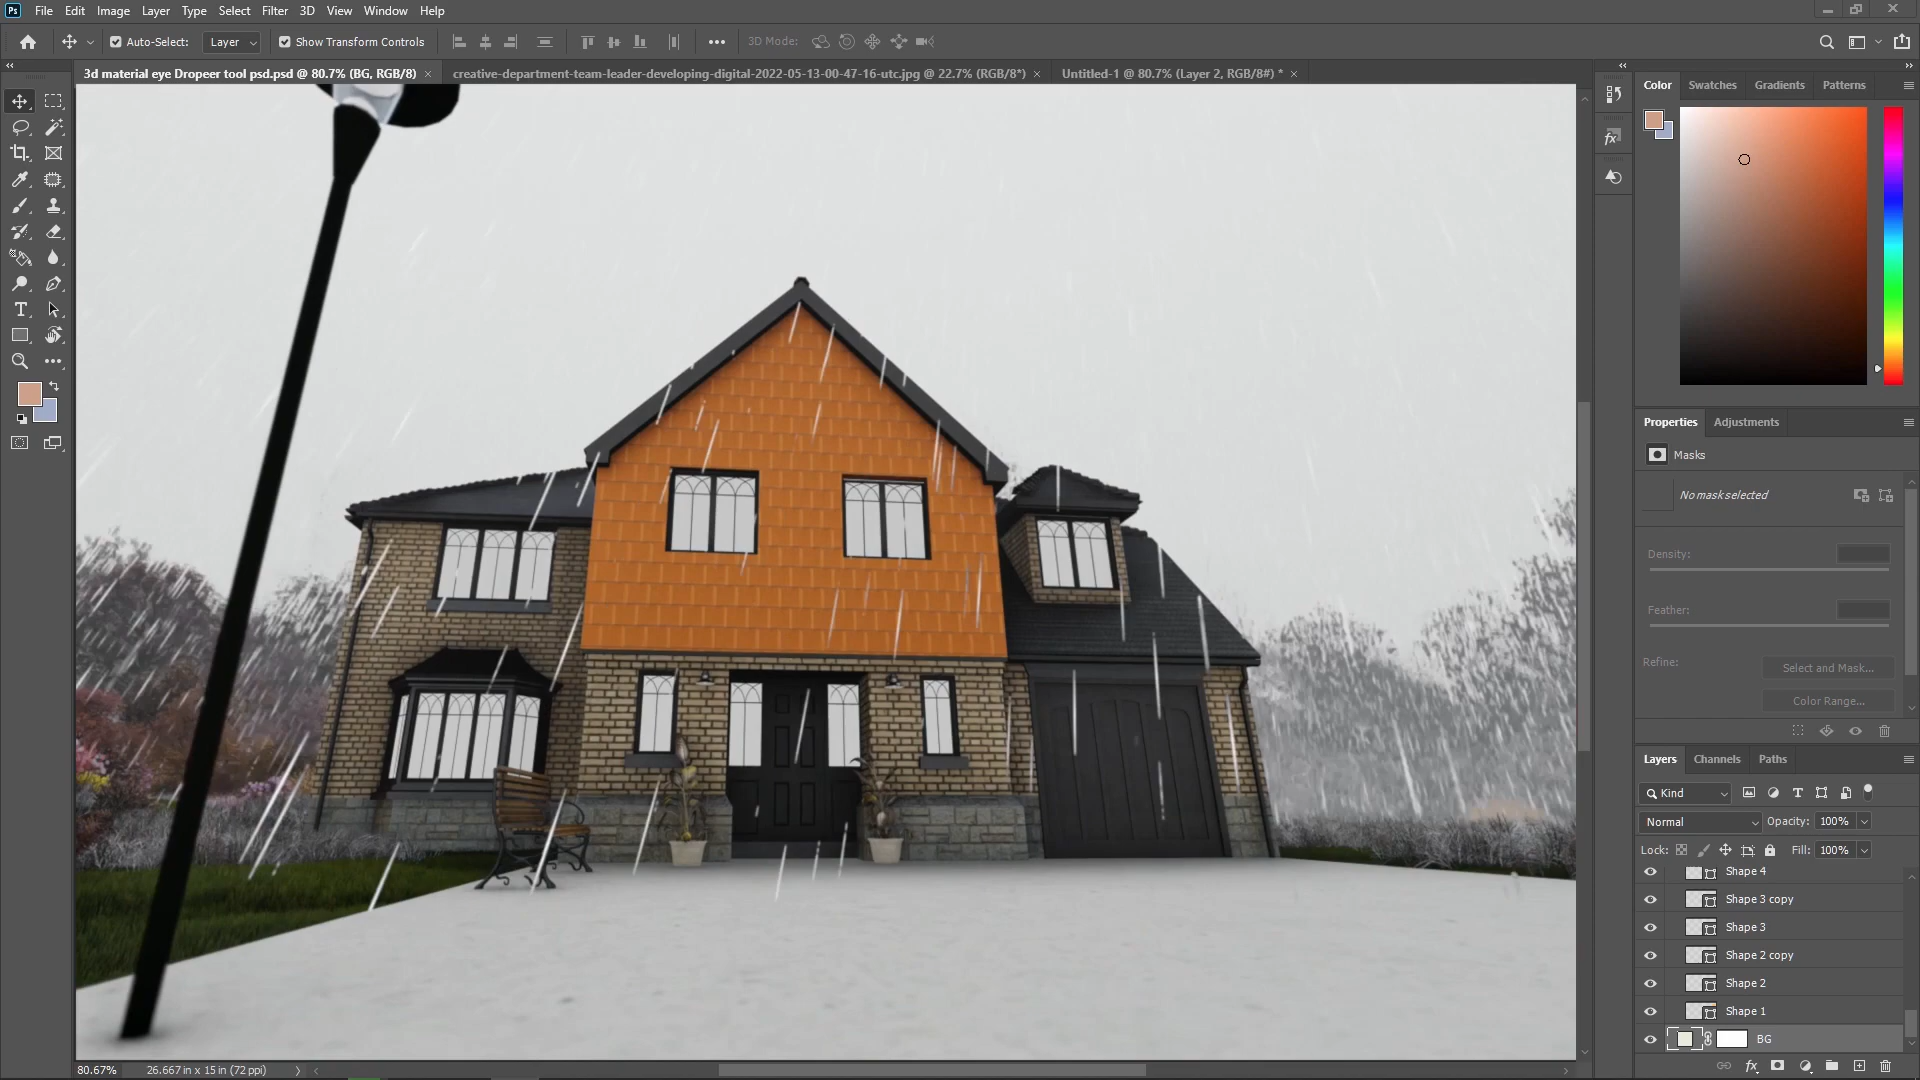 Ps File Edit Image Layer Type Select Filter 3D View Window Help
Auto-Select: Layer Show Transform Controls 3D Mode:
3d material eye Dropeer tool psd.psd @ 80.7% (BG, RGB/8) creative-department-team-leader-developing-digital-2022-05-13-00-47-16-utc.jpg @ 22.7% (RGB/8*) Untitled-1 @ 80.7% (Layer 2, RGB/8#) *
Color Swatches Gradients Patterns
Properties Adjustments
Masks
No mask selected
Density:
Feather:
Refine: Select and Mask...
Color Range...
Layers Channels Paths
Kind
Normal Opacity: 100%
Lock: Fill: 100%
Shape 4
Shape 3 copy
Shape 3
Shape 2 copy
Shape 2
Shape 1
BG
80.67% 26.667 in x 15 in (72 ppi)